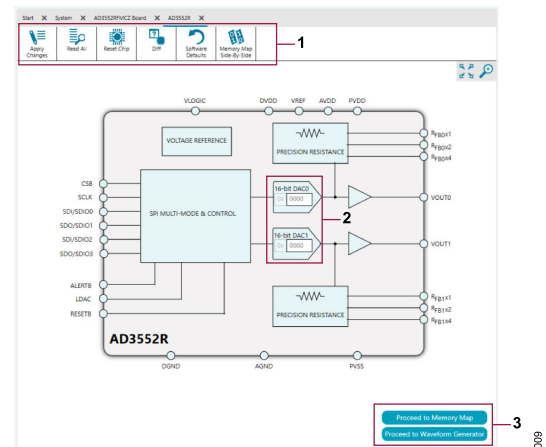 Start X System X AD3552RFMCZ Board X AD3552R X
Apply Changes Read All Reset Chip Diff Software Defaults Memory Map Side-By-Side
1
VLOGIC DVDD VREF AVDD PVDD
VOLTAGE REFERENCE
PRECISION RESISTANCE
RFB0X1
RFB0X2
RFB0X4
CSB
SCLK
SDI/SDIO0
SDO/SDIO1
SDI/SDIO2
SDO/SDIO3
SPI MULTI-MODE & CONTROL
16-bit DAC0
0x 0000
2
16-bit DAC1
0x 0000
VOUT0
VOUT1
ALERTB
LDAC
RESETB
PRECISION RESISTANCE
RFB1X1
RFB1X2
RFB1X4
AD3552R
DGND AGND PVSS
Proceed to Memory Map
Proceed to Waveform Generator
3
009